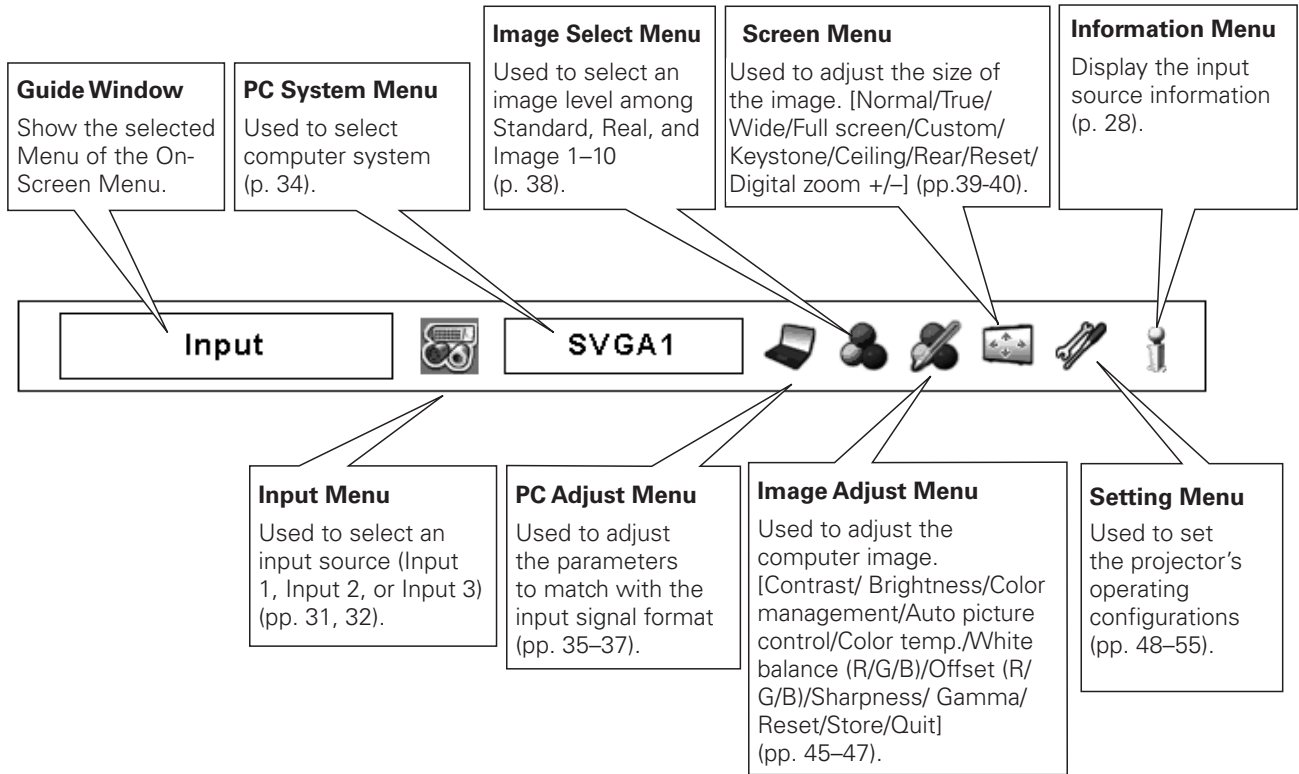 Guide Window
Show the selected
Menu of the On-
Screen Menu.
PC System Menu
Used to select
computer system
(p. 34).
Image Select Menu
Used to select an
image level among
Standard, Real, and
Image 1–10
(p. 38).
Screen Menu
Used to adjust the size of
the image. [Normal/True/
Wide/Full screen/Custom/
Keystone/Ceiling/Rear/Reset/
Digital zoom +/–] (pp.39-40).
Information Menu
Display the input
source information
(p. 28).
Input
SVGA1
Input Menu
Used to select an
input source (Input
1, Input 2, or Input 3)
(pp. 31, 32).
PC Adjust Menu
Used to adjust
the parameters
to match with the
input signal format
(pp. 35–37).
Image Adjust Menu
Used to adjust the
computer image.
[Contrast/ Brightness/Color
management/Auto picture
control/Color temp./White
balance (R/G/B)/Offset (R/
G/B)/Sharpness/ Gamma/
Reset/Store/Quit]
(pp. 45–47).
Setting Menu
Used to set
the projector’s
operating
configurations
(pp. 48–55).